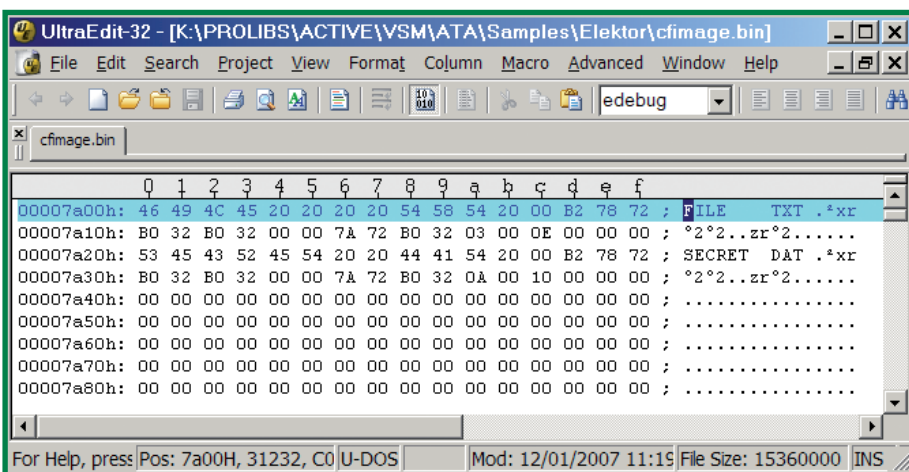 UltraEdit-32 - [K:\PROLIBS\ACTIVE\VSM\ATA\Samples\Elektor\cfimage.bin]
File Edit Search Project View Format Column Macro Advanced Window Help
edebug
cfimage.bin
0 1 2 3 4 5 6 7 8 9 a b c d e f
00007a00h: 46 49 4C 45 20 20 20 20 54 58 54 20 00 B2 78 72 ; FILE    TXT .²xr
00007a10h: B0 32 B0 32 00 00 7A 72 B0 32 03 00 0E 00 00 00 ; °2°2..zr°2......
00007a20h: 53 45 43 52 45 54 20 20 44 41 54 20 00 B2 78 72 ; SECRET  DAT .²xr
00007a30h: B0 32 B0 32 00 00 7A 72 B0 32 0A 00 10 00 00 00 ; °2°2..zr°2......
00007a40h: 00 00 00 00 00 00 00 00 00 00 00 00 00 00 00 00 ; ................
00007a50h: 00 00 00 00 00 00 00 00 00 00 00 00 00 00 00 00 ; ................
00007a60h: 00 00 00 00 00 00 00 00 00 00 00 00 00 00 00 00 ; ................
00007a70h: 00 00 00 00 00 00 00 00 00 00 00 00 00 00 00 00 ; ................
00007a80h: 00 00 00 00 00 00 00 00 00 00 00 00 00 00 00 00 ; ................
For Help, press Pos: 7a00H, 31232, C0 U-DOS Mod: 12/01/2007 11:19 File Size: 15360000 INS